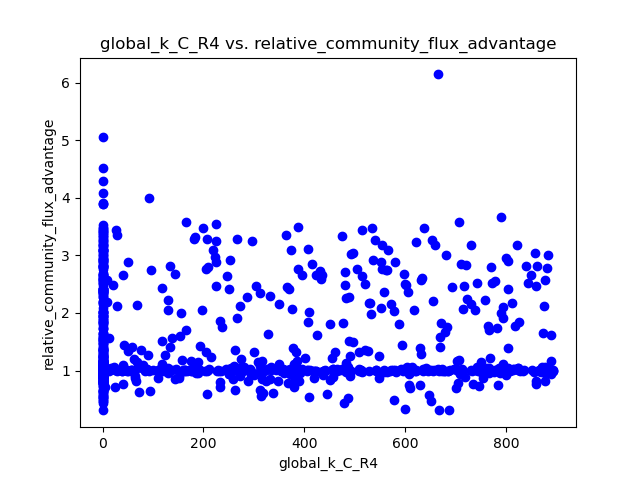 global_k_C_R4 vs. relative_community_flux_advantage
relative_community_flux_advantage
6
5
4
3
2
1
0 200 400 600 800
global_k_C_R4